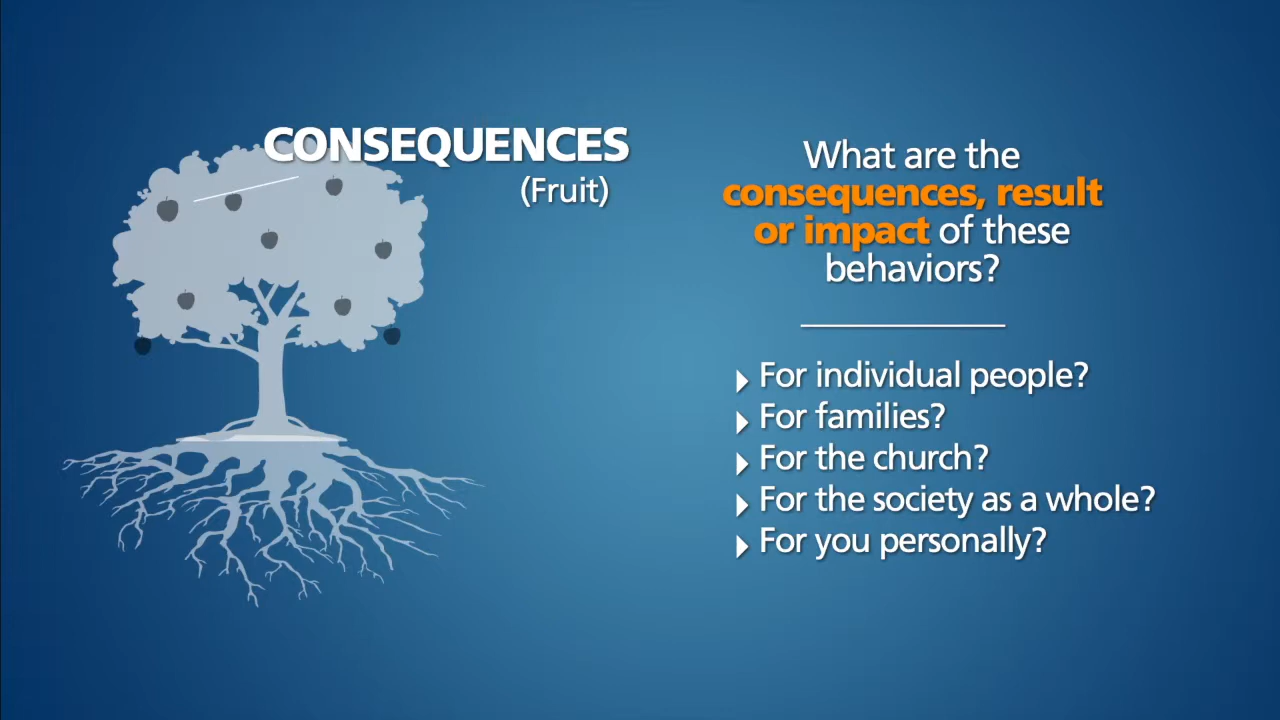 CONSEQUENCES
(Fruit)
What are the
consequences, result
or impact of these
behaviors?
For individual people?
For families?
For the church?
For the society as a whole?
For you personally?